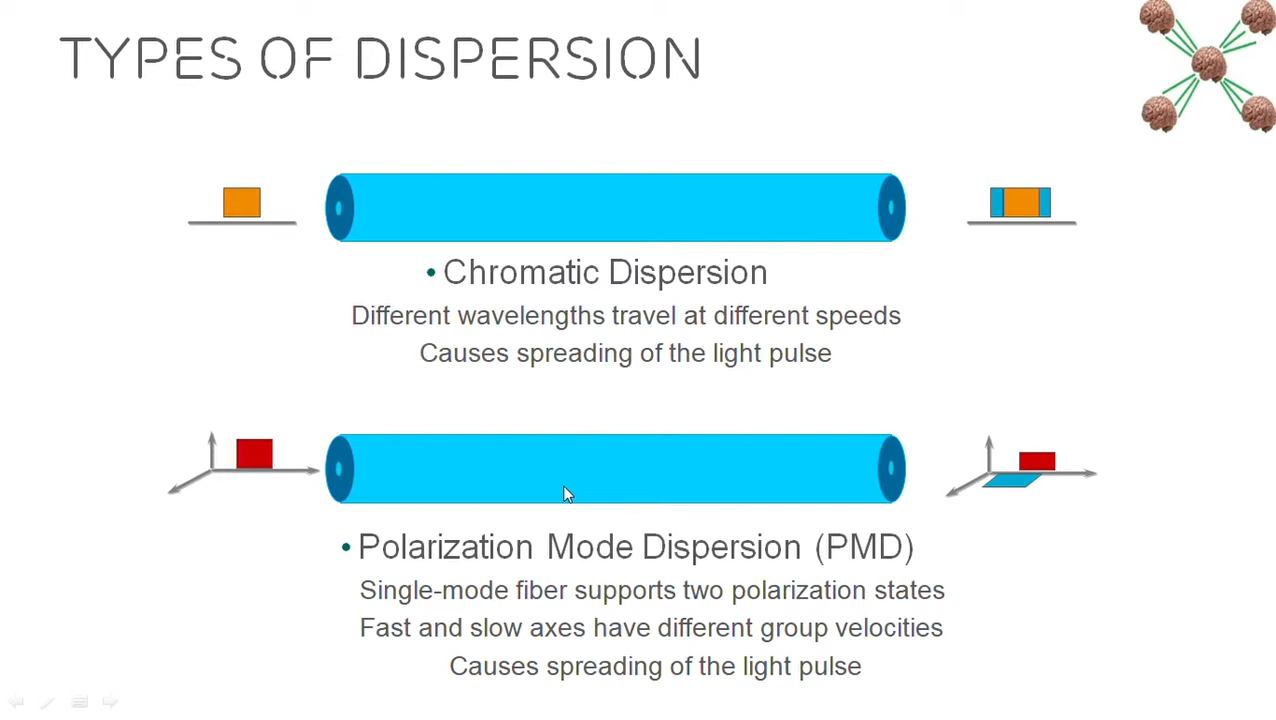 TYPES OF DISPERSION
• Chromatic Dispersion
Different wavelengths travel at different speeds
Causes spreading of the light pulse
• Polarization Mode Dispersion (PMD)
Single-mode fiber supports two polarization states
Fast and slow axes have different group velocities
Causes spreading of the light pulse